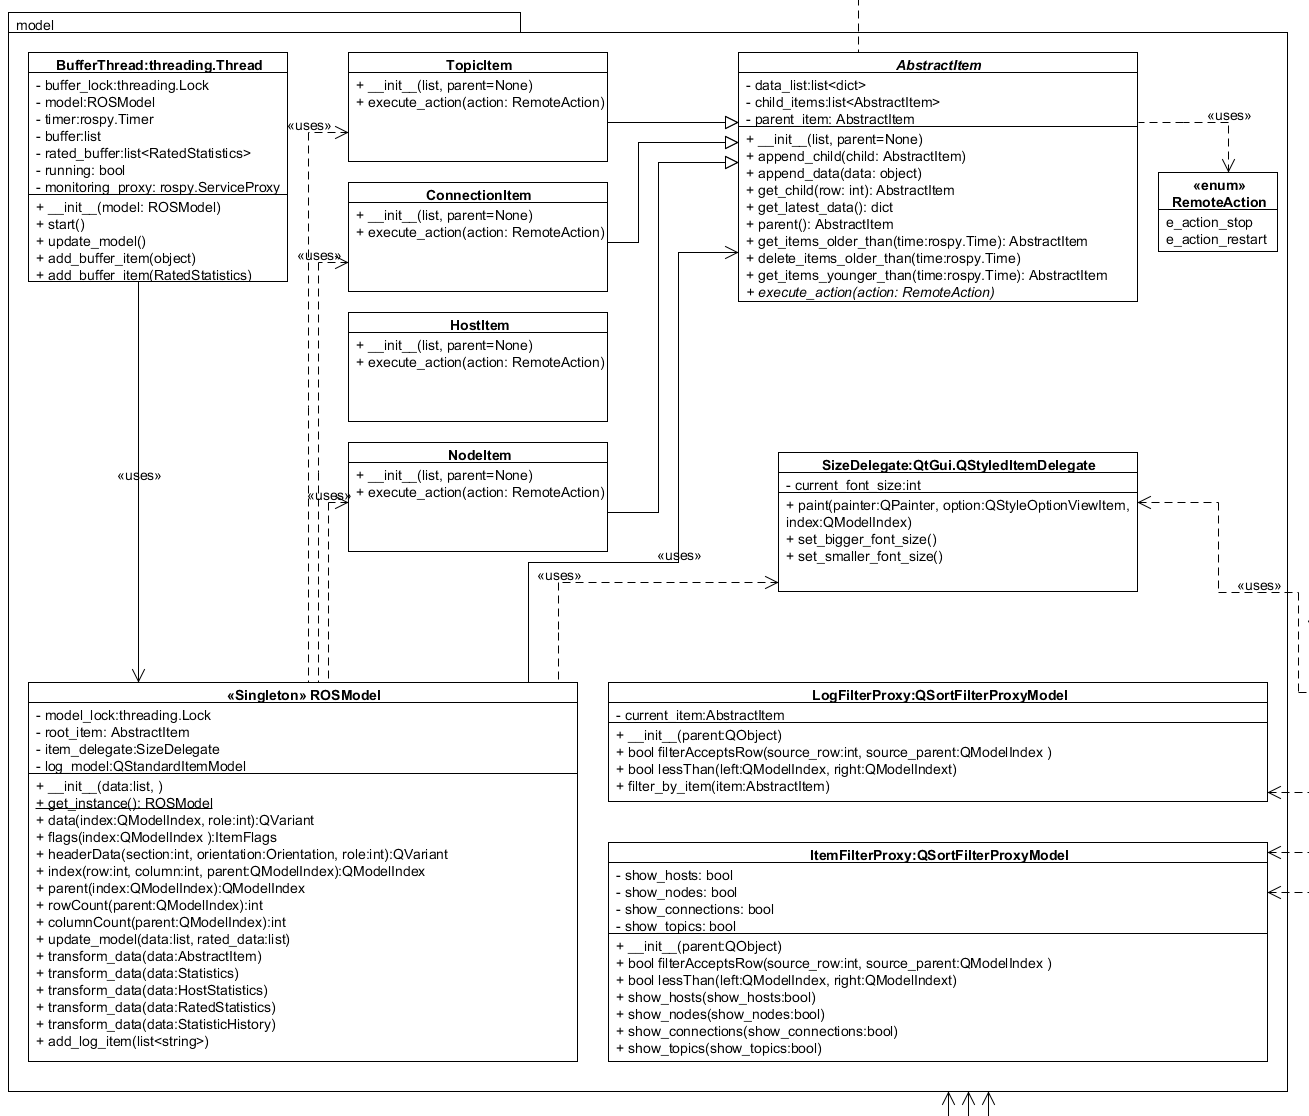 model
BufferThread:threading.Thread
- buffer_lock:threading.Lock
- model:ROSModel
- timer:rospy.Timer
- buffer:list
- rated_buffer:list<RatedStatistics>
- running: bool
- monitoring_proxy: rospy.ServiceProxy
+ __init__(model: ROSModel)
+ start()
+ update_model()
+ add_buffer_item(object)
+ add_buffer_item(RatedStatistics)
«uses»
TopicItem
+ __init__(list, parent=None)
+ execute_action(action: RemoteAction)
«uses»
ConnectionItem
+ __init__(list, parent=None)
+ execute_action(action: RemoteAction)
«uses»
HostItem
+ __init__(list, parent=None)
+ execute_action(action: RemoteAction)
NodeItem
+ __init__(list, parent=None)
+ execute_action(action: RemoteAction)
«uses»
AbstractItem
- data_list:list<dict>
- child_items:list<AbstractItem>
- parent_item: AbstractItem
+ __init__(list, parent=None)
+ append_child(child: AbstractItem)
+ append_data(data: object)
+ get_child(row: int): AbstractItem
+ get_latest_data(): dict
+ parent(): AbstractItem
+ get_items_older_than(time:rospy.Time): AbstractItem
+ delete_items_older_than(time:rospy.Time)
+ get_items_younger_than(time:rospy.Time): AbstractItem
+ execute_action(action: RemoteAction)
«uses»
«enum»
RemoteAction
e_action_stop
e_action_restart
«uses»
«uses»
SizeDelegate:QtGui.QStyledItemDelegate
- current_font_size:int
+ paint(painter:QPainter, option:QStyleOptionViewItem,
index:QModelIndex)
+ set_bigger_font_size()
+ set_smaller_font_size()
«uses»
«uses»
«Singleton» ROSModel
- model_lock:threading.Lock
- root_item: AbstractItem
- item_delegate:SizeDelegate
- log_model:QStandardItemModel
+ __init__(data:list, )
+ get_instance(): ROSModel
+ data(index:QModelIndex, role:int):QVariant
+ flags(index:QModelIndex ):ItemFlags
+ headerData(section:int, orientation:Orientation, role:int):QVariant
+ index(row:int, column:int, parent:QModelIndex):QModelIndex
+ parent(index:QModelIndex):QModelIndex
+ rowCount(parent:QModelIndex):int
+ columnCount(parent:QModelIndex):int
+ update_model(data:list, rated_data:list)
+ transform_data(data:AbstractItem)
+ transform_data(data:Statistics)
+ transform_data(data:HostStatistics)
+ transform_data(data:RatedStatistics)
+ transform_data(data:StatisticHistory)
+ add_log_item(list<string>)
LogFilterProxy:QSortFilterProxyModel
- current_item:AbstractItem
+ __init__(parent:QObject)
+ bool filterAcceptsRow(source_row:int, source_parent:QModelIndex )
+ bool lessThan(left:QModelIndex, right:QModelIndext)
+ filter_by_item(item:AbstractItem)
ItemFilterProxy:QSortFilterProxyModel
- show_hosts: bool
- show_nodes: bool
- show_connections: bool
- show_topics: bool
+ __init__(parent:QObject)
+ bool filterAcceptsRow(source_row:int, source_parent:QModelIndex )
+ bool lessThan(left:QModelIndex, right:QModelIndext)
+ show_hosts(show_hosts:bool)
+ show_nodes(show_nodes:bool)
+ show_connections(show_connections:bool)
+ show_topics(show_topics:bool)